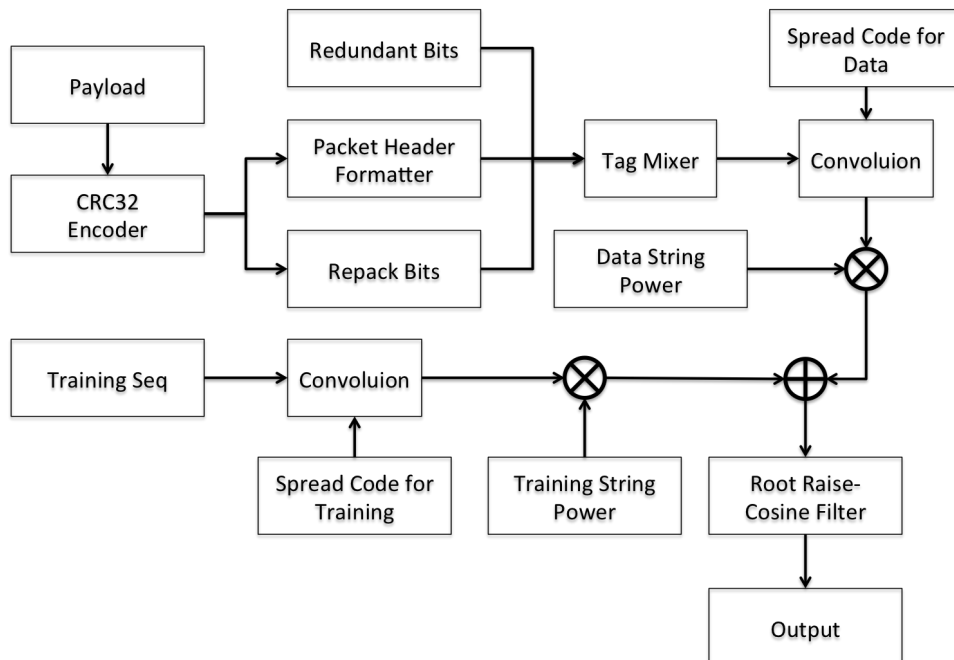 Payload
Redundant Bits
Spread Code for
Data
CRC32
Encoder
Packet Header
Formatter
Tag Mixer
Convoluion
Repack Bits
Data String
Power
Training Seq
Convoluion
Spread Code for
Training
Training String
Power
Root Raise-
Cosine Filter
Output